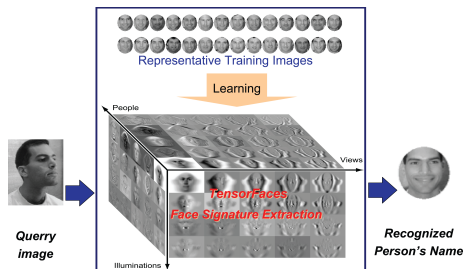 Representative Training Images
Learning
People
Views
TensorFaces
Face Signature Extraction
Illuminations
Querry
image
Recognized
Person's Name